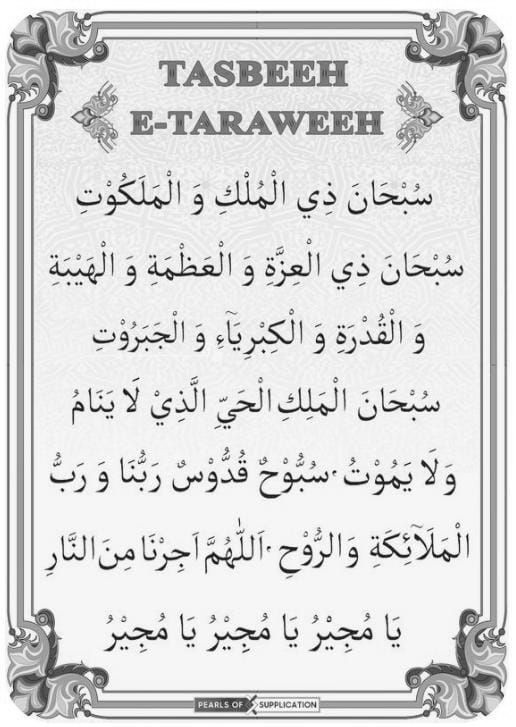 TASBEEH
E-TARAWEEH
سُبْحَانَ ذِي الْمُلْكِ وَ الْمَلَكُوْتِ
سُبْحَانَ ذِي الْعِزَّةِ وَ الْعَظْمَةِ وَ الْهَيْبَةِ
وَ الْقُدْرَةِ وَ الْكِبْرِيَآءِ وَ الْجَبَرُوْتِ
سُبْحَانَ الْمَلِكِ الْحَيِّ الَّذِيْ لَا يَنَامُ
وَلَا يَمُوْتُ ۔ سُبُّوْحٌ قُدُّوْسٌ رَبُّنَا وَ رَبُّ
الْمَلَآئِكَةِ وَالرُّوْحِ ۔ اَللّٰهُمَّ اَجِرْنَا مِنَ النَّارِ
يَا مُجِيْرُ يَا مُجِيْرُ يَا مُجِيْرُ
PEARLS OF SUPPLICATION